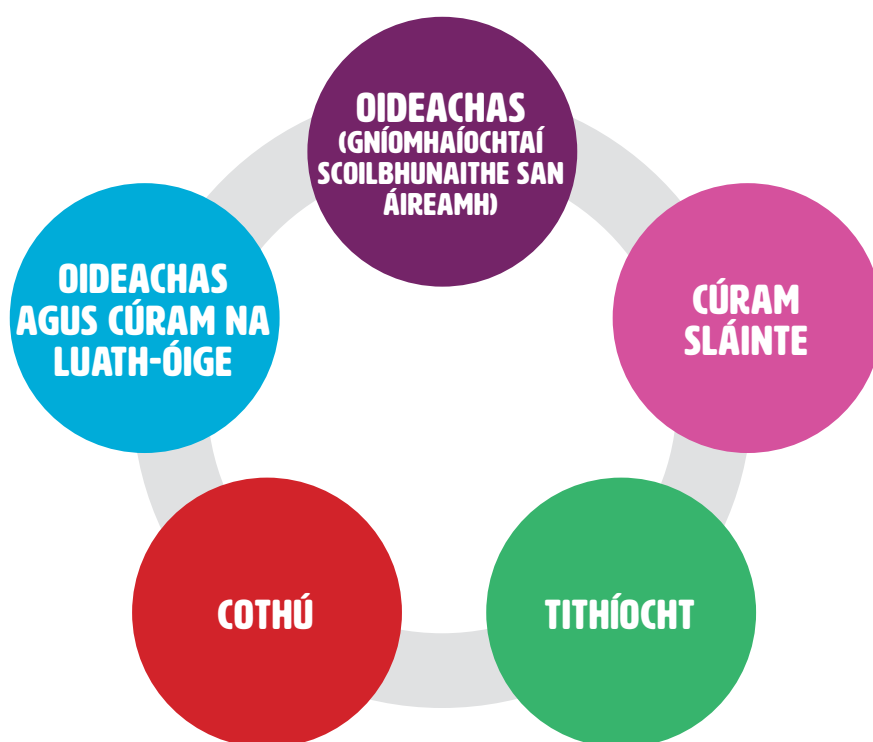 OIDEACHAS
(GNÍOMHAÍOCHTAÍ
SCOILBHUNAITHE SAN
ÁIREAMH)
OIDEACHAS
AGUS CÚRAM NA
LUATH-ÓIGE
CÚRAM
SLÁINTE
COTHÚ
TITHÍOCHT